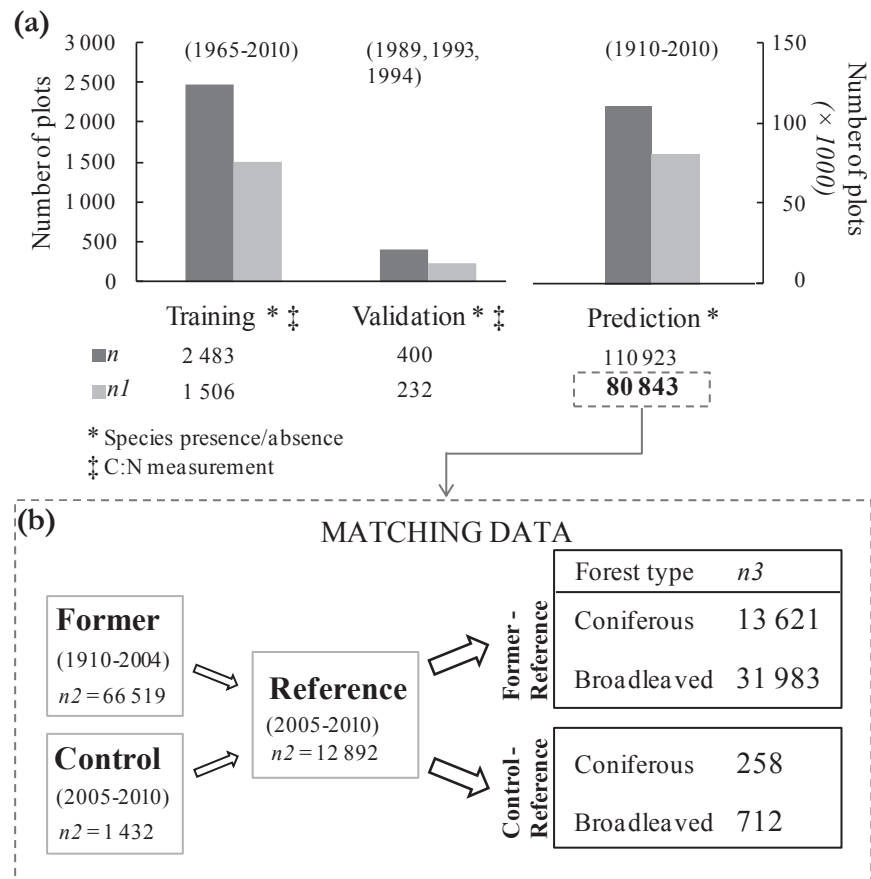 (a)
3 000
2 500
2 000
1 500
1 000
500
0
Number of plots
(1965-2010)
(1989, 1993,
1994)
(1910-2010)
150
100
50
0
Number of plots
(× 1000)
Training * ‡
Validation * ‡
Prediction *
n
2 483
400
110 923
n1
1 506
232
80 843
* Species presence/absence
‡ C:N measurement
(b)
MATCHING DATA
Former
(1910-2004)
n2 = 66 519
Control
(2005-2010)
n2 = 1 432
Reference
(2005-2010)
n2 = 12 892
Former -
Reference
Forest type n3
Coniferous 13 621
Broadleaved 31 983
Control -
Reference
Coniferous 258
Broadleaved 712